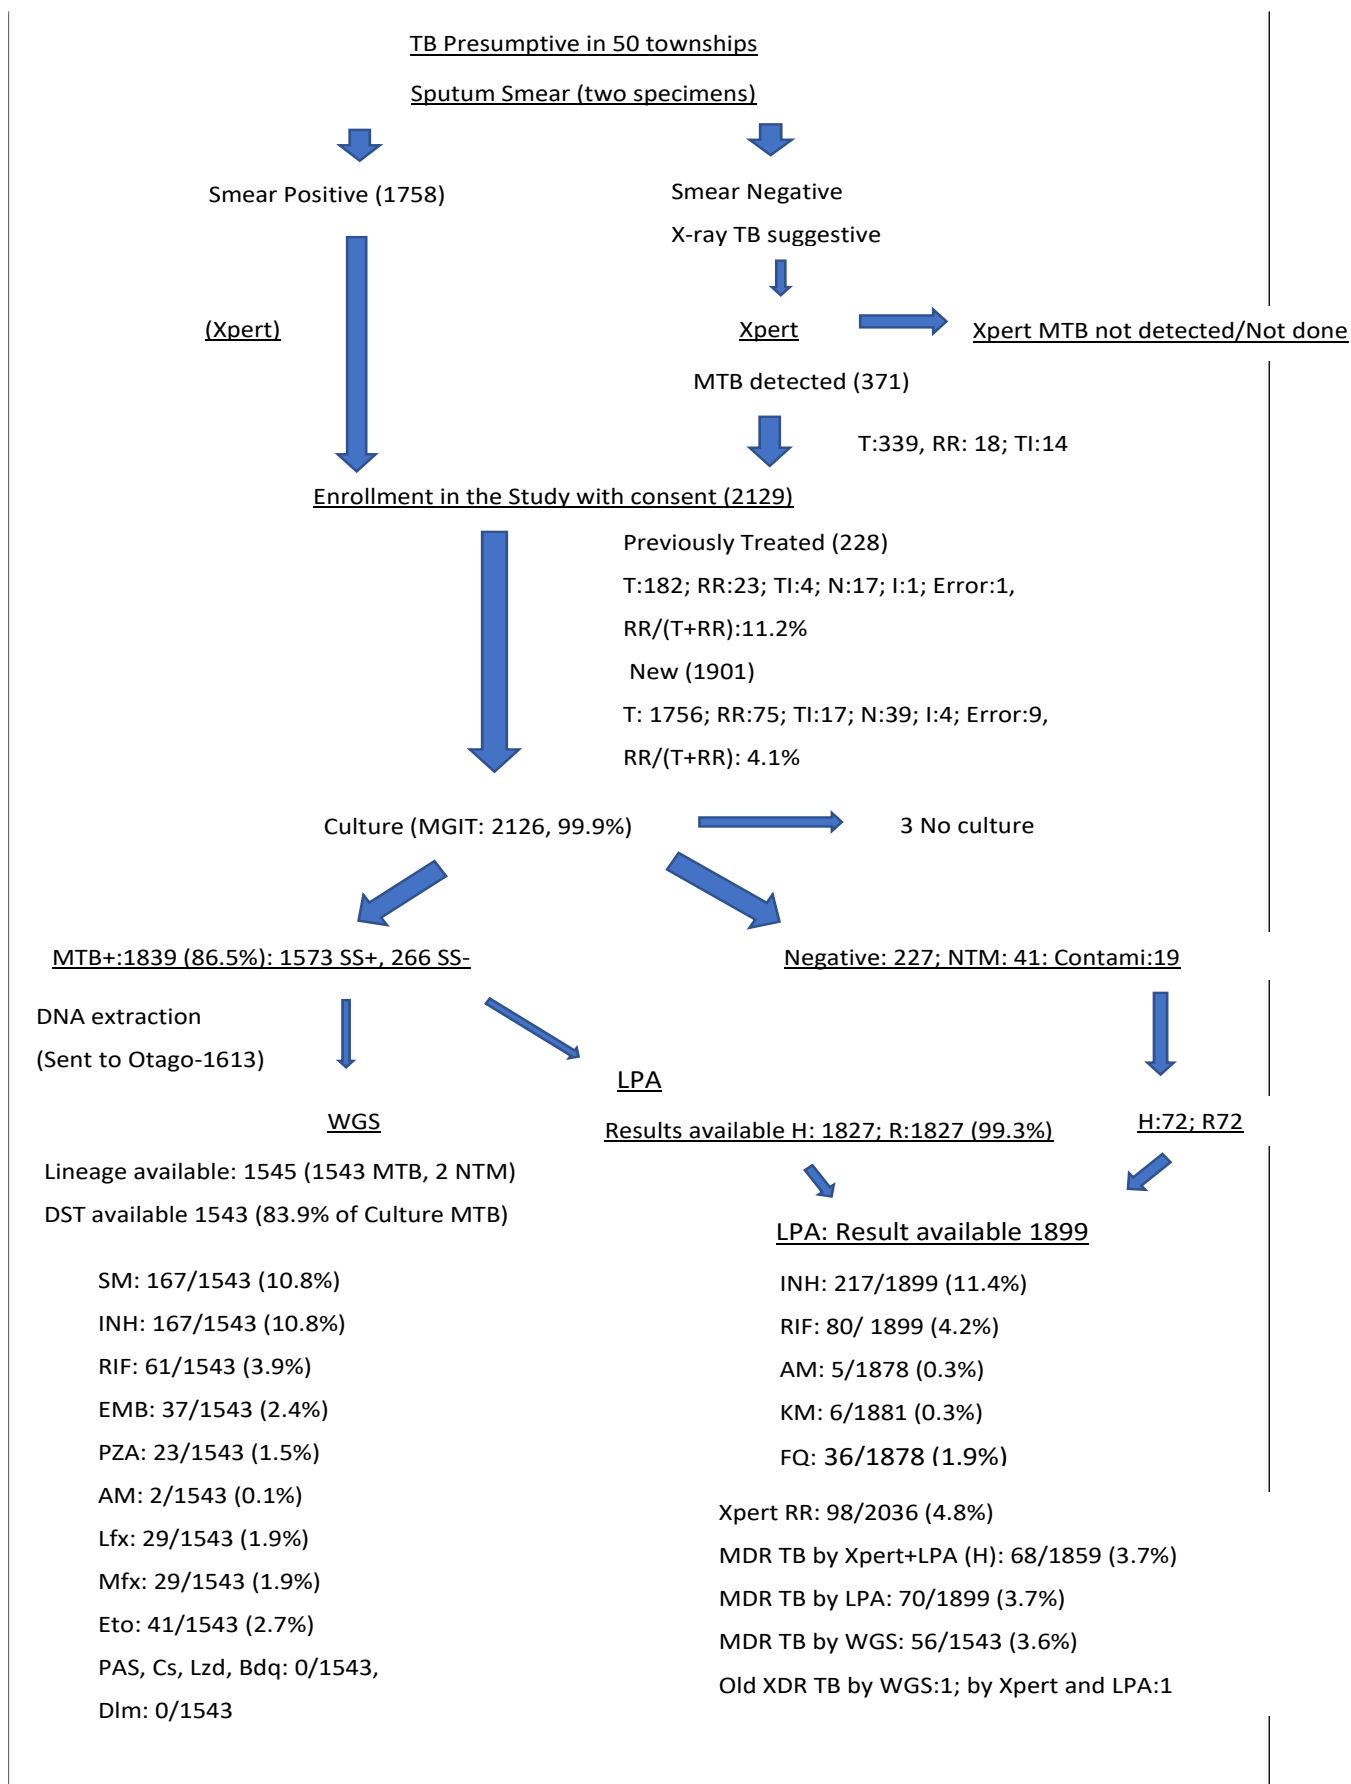 TB Presumptive in 50 townships
Sputum Smear (two specimens)
Smear Positive (1758)
Smear Negative
X-ray TB suggestive
(Xpert)
Xpert
Xpert MTB not detected/Not done
MTB detected (371)
T:339, RR: 18; TI:14
Enrollment in the Study with consent (2129)
Previously Treated (228)
T:182; RR:23; TI:4; N:17; I:1; Error:1,
RR/(T+RR):11.2%
New (1901)
T: 1756; RR:75; TI:17; N:39; I:4; Error:9,
RR/(T+RR): 4.1%
Culture (MGIT: 2126, 99.9%)
3 No culture
MTB+:1839 (86.5%): 1573 SS+, 266 SS-
Negative: 227; NTM: 41: Contami:19
DNA extraction
(Sent to Otago-1613)
LPA
WGS
Results available H: 1827; R:1827 (99.3%)
H:72; R72
Lineage available: 1545 (1543 MTB, 2 NTM)
DST available 1543 (83.9% of Culture MTB)
LPA: Result available 1899
SM: 167/1543 (10.8%)
INH: 167/1543 (10.8%)
RIF: 61/1543 (3.9%)
EMB: 37/1543 (2.4%)
PZA: 23/1543 (1.5%)
AM: 2/1543 (0.1%)
Lfx: 29/1543 (1.9%)
Mfx: 29/1543 (1.9%)
Eto: 41/1543 (2.7%)
PAS, Cs, Lzd, Bdq: 0/1543,
Dlm: 0/1543
INH: 217/1899 (11.4%)
RIF: 80/ 1899 (4.2%)
AM: 5/1878 (0.3%)
KM: 6/1881 (0.3%)
FQ: 36/1878 (1.9%)
Xpert RR: 98/2036 (4.8%)
MDR TB by Xpert+LPA (H): 68/1859 (3.7%)
MDR TB by LPA: 70/1899 (3.7%)
MDR TB by WGS: 56/1543 (3.6%)
Old XDR TB by WGS:1; by Xpert and LPA:1